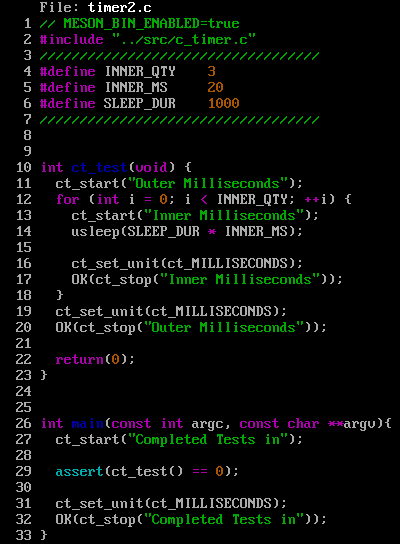 File: timer2.c
1 // MESON_BIN_ENABLED=true
2 #include "../src/c_timer.c"
3 ///////////////////////////////////
4 #define INNER_QTY    3
5 #define INNER_MS     20
6 #define SLEEP_DUR    1000
7 ///////////////////////////////////
8
9
10 int ct_test(void) {
11   ct_start("Outer Milliseconds");
12   for (int i = 0; i < INNER_QTY; ++i) {
13     ct_start("Inner Milliseconds");
14     usleep(SLEEP_DUR * INNER_MS);
15
16     ct_set_unit(ct_MILLISECONDS);
17     OK(ct_stop("Inner Milliseconds"));
18   }
19   ct_set_unit(ct_MILLISECONDS);
20   OK(ct_stop("Outer Milliseconds"));
21
22   return(0);
23 }
24
25
26 int main(const int argc, const char **argv){
27   ct_start("Completed Tests in");
28
29   assert(ct_test() == 0);
30
31   ct_set_unit(ct_MILLISECONDS);
32   OK(ct_stop("Completed Tests in"));
33 }